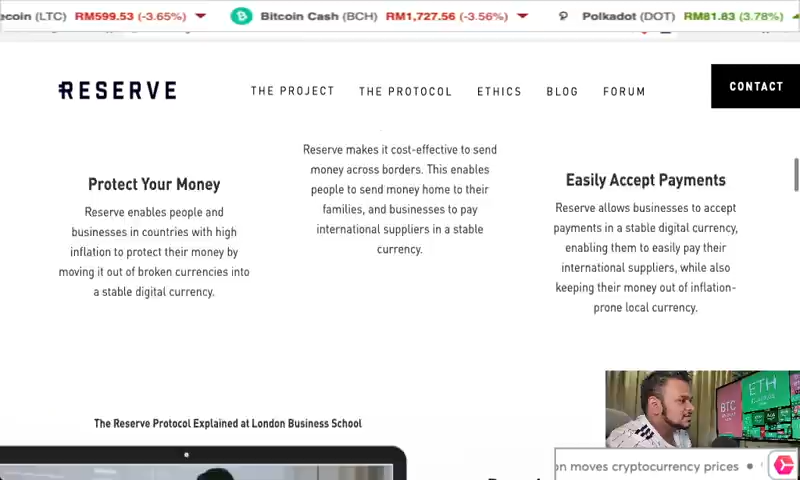 ecoin (LTC) RM599.53 (-3.65%) Bitcoin Cash (BCH) RM1,727.56 (-3.56%) Polkadot (DOT) RM81.83 (3.78%)
RESERVE
THE PROJECT THE PROTOCOL ETHICS BLOG FORUM
CONTACT
Protect Your Money
Reserve enables people and
businesses in countries with high
inflation to protect their money by
moving it out of broken currencies into
a stable digital currency.
Reserve makes it cost-effective to send
money across borders. This enables
people to send money home to their
families, and businesses to pay
international suppliers in a stable
currency.
Easily Accept Payments
Reserve allows businesses to accept
payments in a stable digital currency,
enabling them to easily pay their
international suppliers, while also
keeping their money out of inflation-
prone local currency.
The Reserve Protocol Explained at London Business School
BTC
ETH
on moves cryptocurrency prices